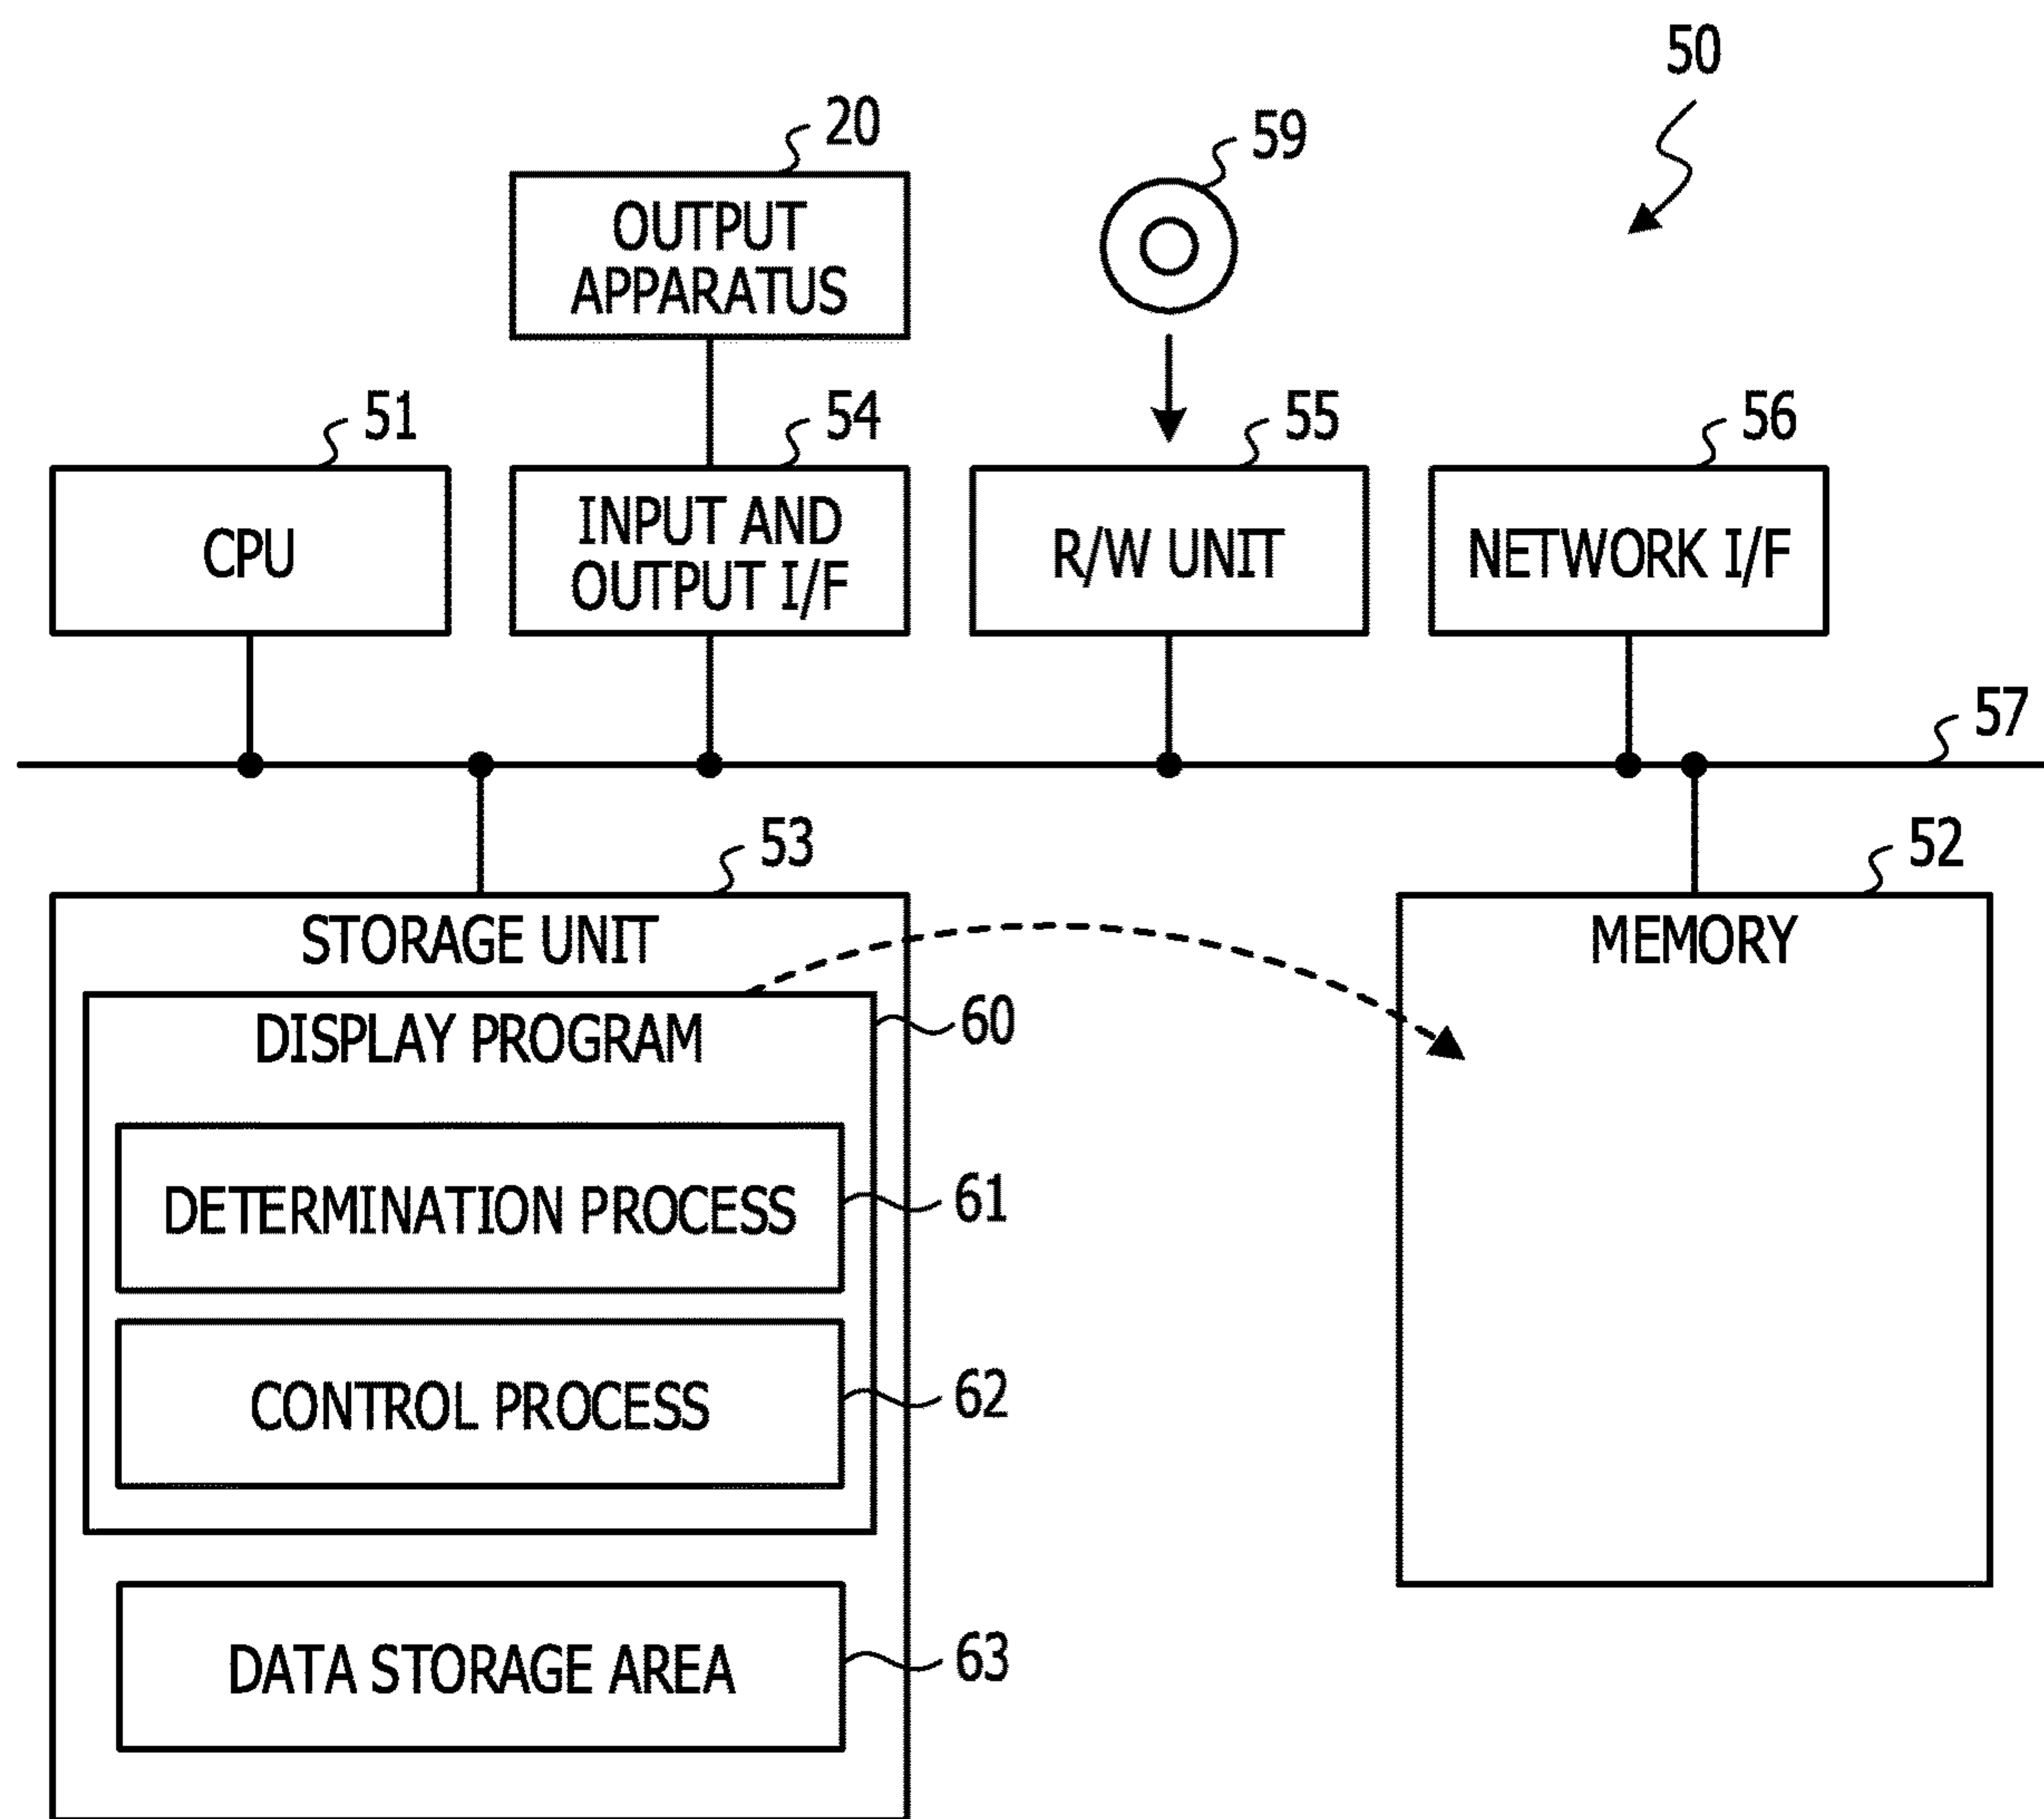 50
20
59
OUTPUT
APPARATUS
51
54
55
56
CPU
INPUT AND
OUTPUT I/F
R/W UNIT
NETWORK I/F
57
53
52
STORAGE UNIT
MEMORY
DISPLAY PROGRAM
60
DETERMINATION PROCESS
61
CONTROL PROCESS
62
DATA STORAGE AREA
63